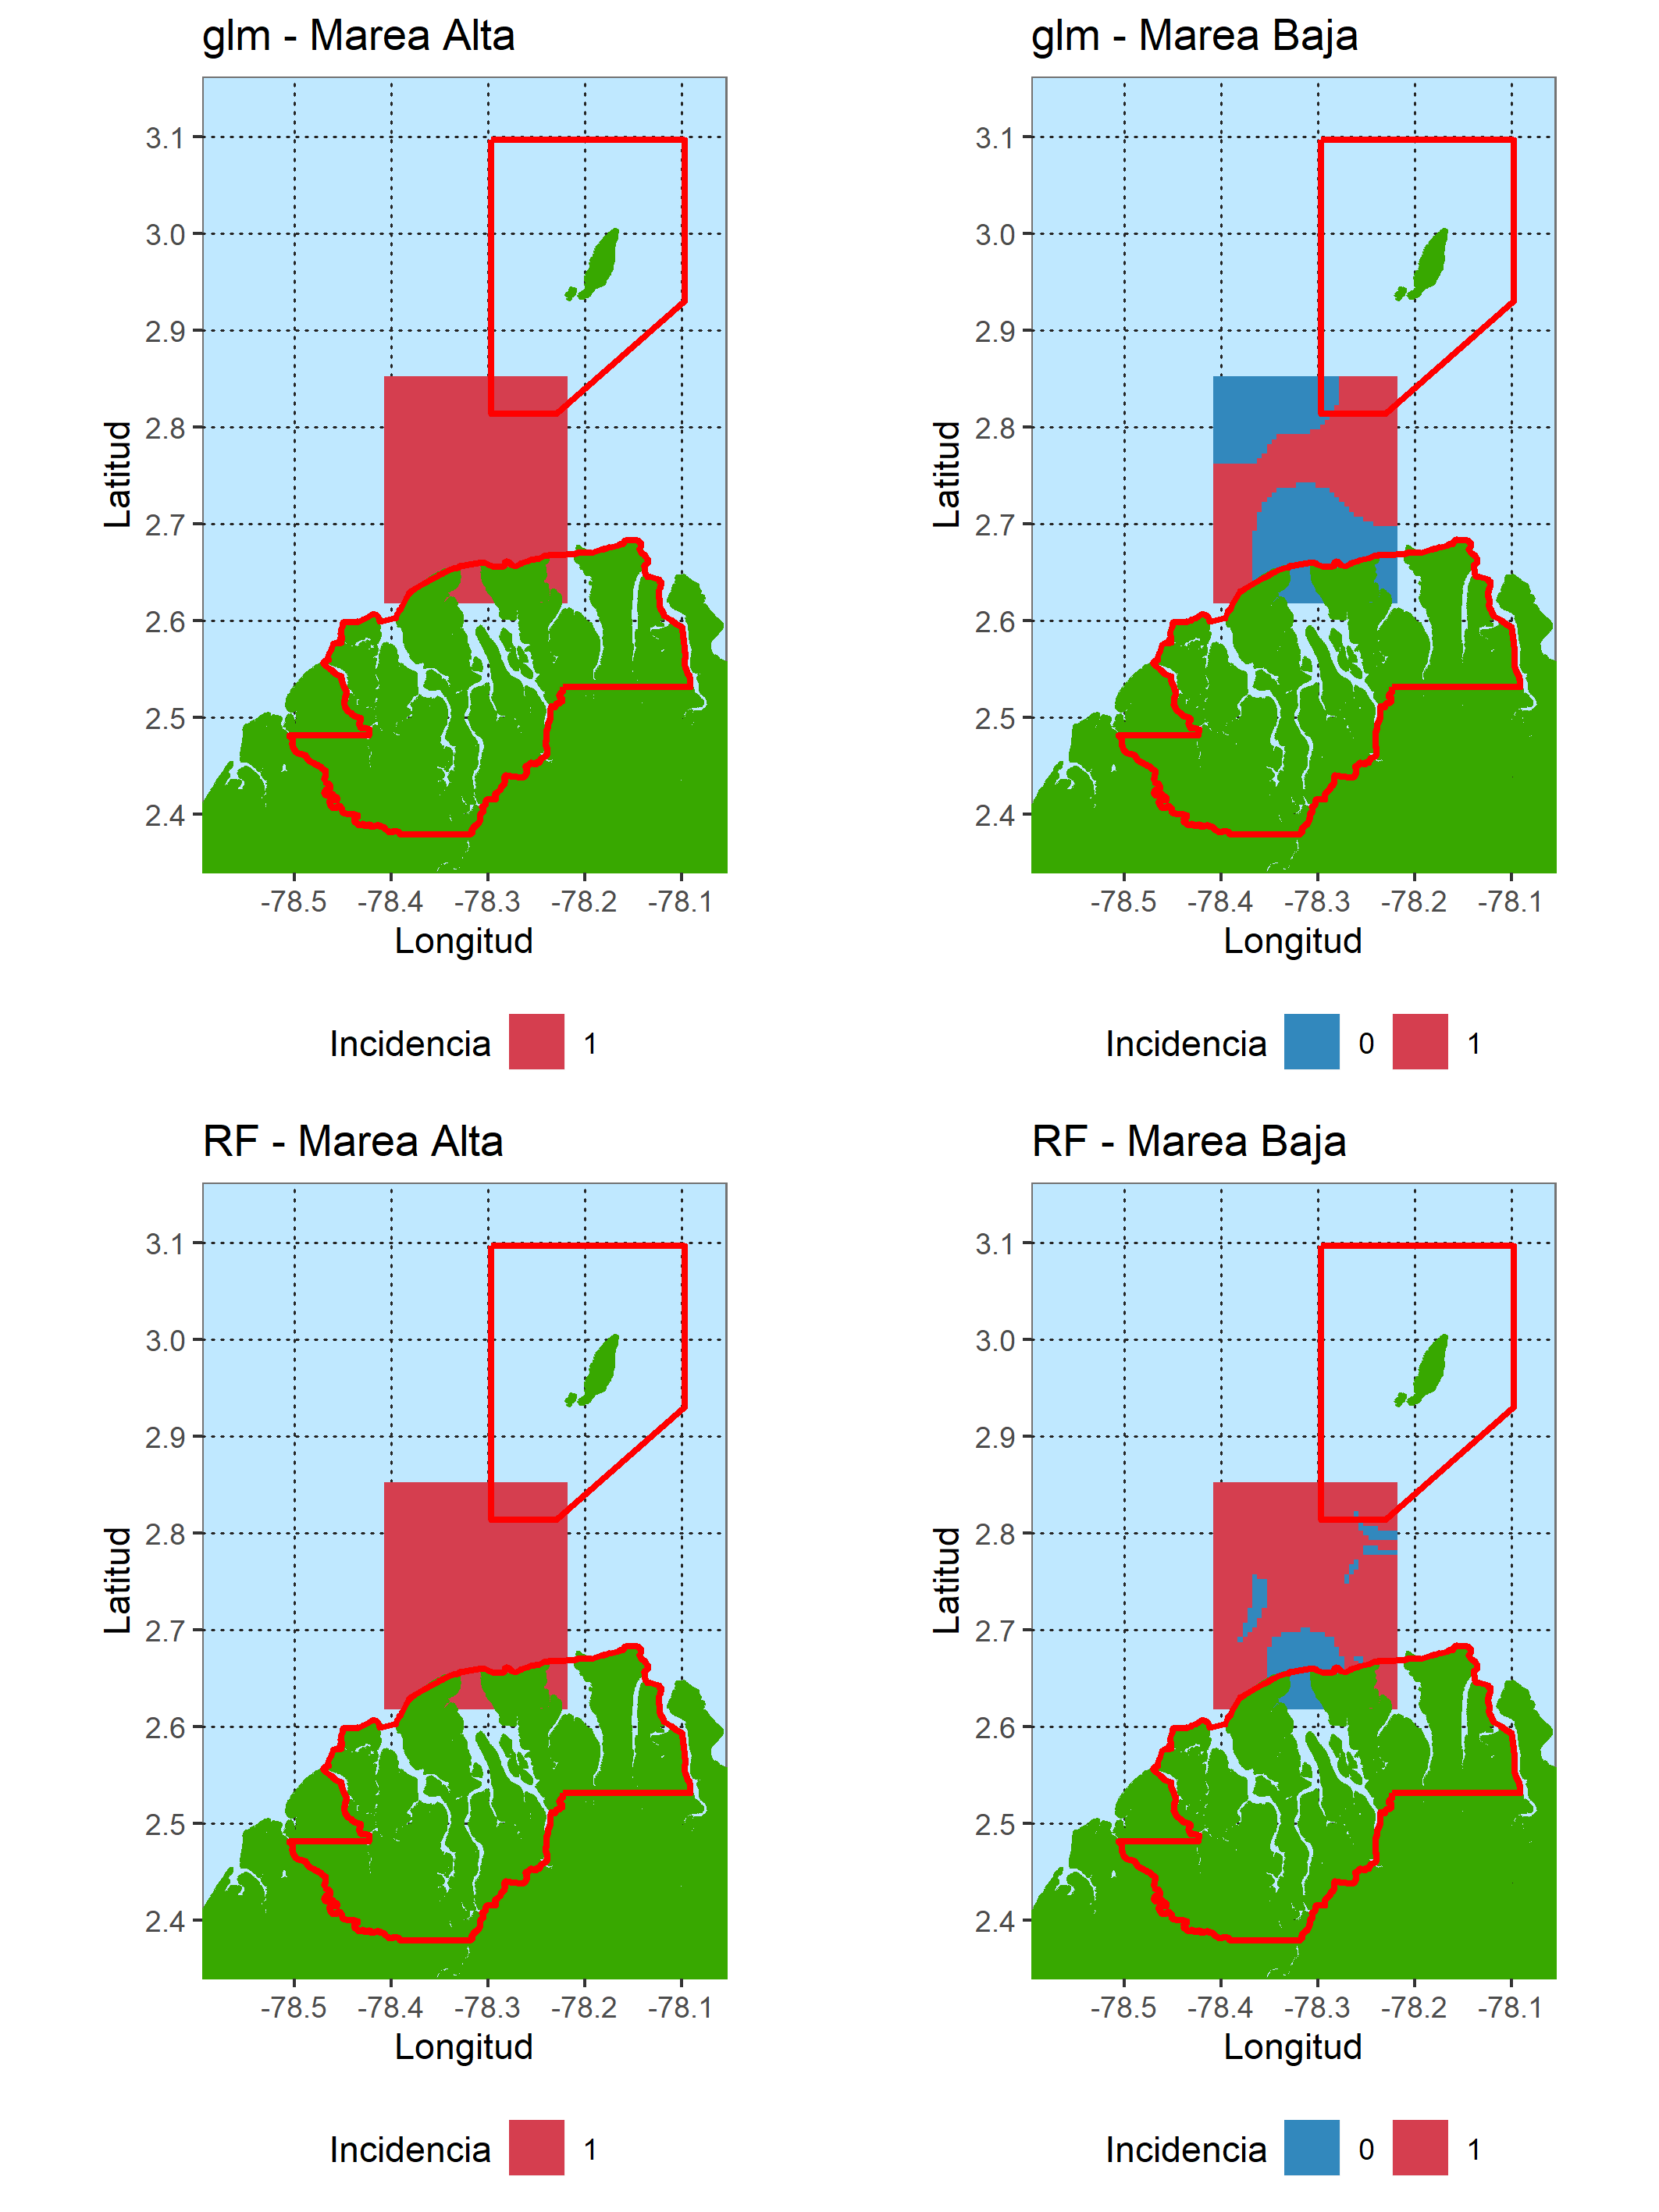 glm - Marea Alta
3.1
3.0
2.9
2.8
2.7
2.6
2.5
2.4
Latitud
-78.5 -78.4 -78.3 -78.2 -78.1
Longitud
Incidencia 1
glm - Marea Baja
3.1
3.0
2.9
2.8
2.7
2.6
2.5
2.4
Latitud
-78.5 -78.4 -78.3 -78.2 -78.1
Longitud
Incidencia 0 1
RF - Marea Alta
3.1
3.0
2.9
2.8
2.7
2.6
2.5
2.4
Latitud
-78.5 -78.4 -78.3 -78.2 -78.1
Longitud
Incidencia 1
RF - Marea Baja
3.1
3.0
2.9
2.8
2.7
2.6
2.5
2.4
Latitud
-78.5 -78.4 -78.3 -78.2 -78.1
Longitud
Incidencia 0 1